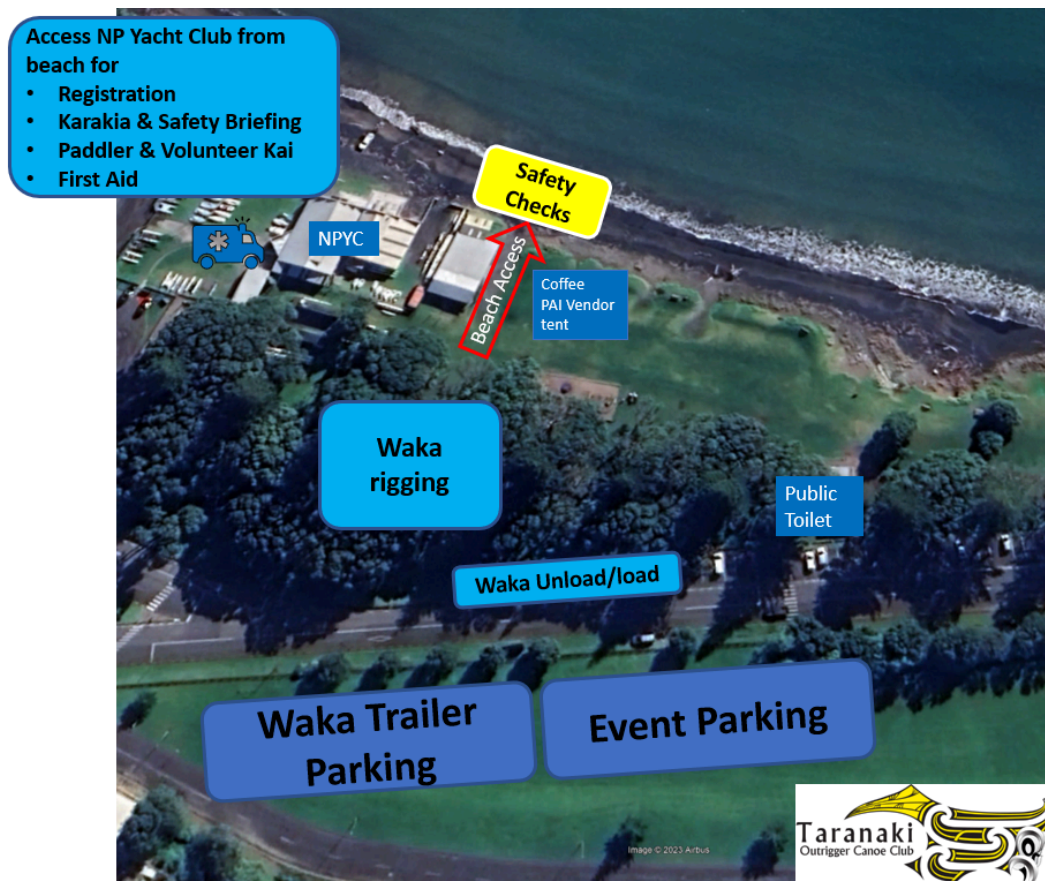 Access NP Yacht Club from
beach for
• Registration
• Karakia & Safety Briefing
• Paddler & Volunteer Kai
• First Aid
Safety
Checks
NPYC
Beach Access
Coffee
PAI Vendor
tent
Waka
rigging
Public
Toilet
Waka Unload/load
Waka Trailer
Parking
Event Parking
Image © 2023 Airbus
Taranaki
Outrigger Canoe Club